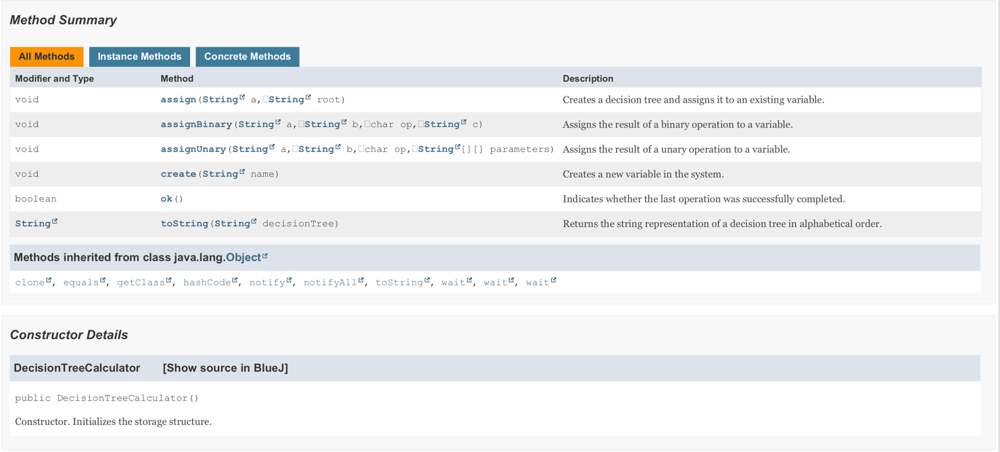 Method Summary
All Methods Instance Methods Concrete Methods
Modifier and Type Method Description
void assign(String a, String root) Creates a decision tree and assigns it to an existing variable.
void assignBinary(String a, String b, char op, String c) Assigns the result of a binary operation to a variable.
void assignUnary(String a, String b, char op, String[][] parameters) Assigns the result of a unary operation to a variable.
void create(String name) Creates a new variable in the system.
boolean ok() Indicates whether the last operation was successfully completed.
String toString(String decisionTree) Returns the string representation of a decision tree in alphabetical order.
Methods inherited from class java.lang.Object
clone, equals, getClass, hashCode, notify, notifyAll, toString, wait, wait, wait
Constructor Details
DecisionTreeCalculator [Show source in BlueJ]
public DecisionTreeCalculator()
Constructor. Initializes the storage structure.